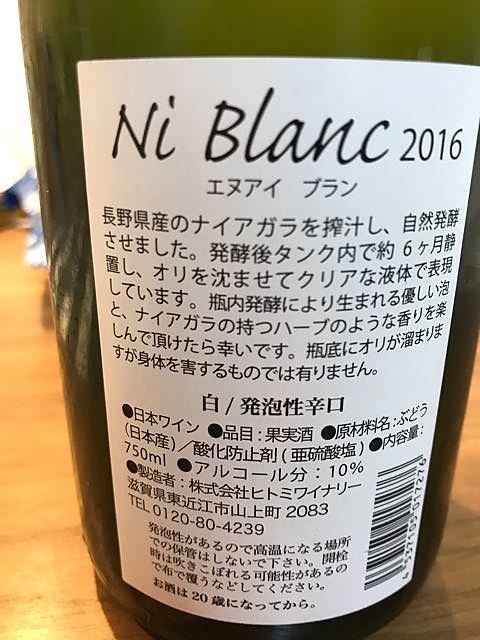 Ni Blanc 2016
エヌアイ ブラン
長野県産のナイアガラを搾汁し、自然発酵
させました。発酵後タンク内で約6ヶ月静
置し、オリを沈ませてクリアな液体で表現
しています。瓶内発酵により生まれる優しい泡
と、ナイアガラの持つハーブのような香りを楽
しんで頂けたら幸いです。瓶底にオリが溜まりま
すが身体を害するものでは有りません。
白/発泡性辛口
●日本ワイン ●品目:果実酒 ●原材料名:ぶどう
(日本産)/酸化防止剤(亜硫酸塩) ●内容量:
750ml ●アルコール分:10%
●製造者:株式会社ヒトミワイナリー
滋賀県東近江市山上町2083
TEL 0120-80-4239
発泡性があるので高温になる場所
での保管はしないで下さい。開栓
時は吹きこぼれる可能性があるの
で布で覆うなどしてください。
お酒は20歳になってから。